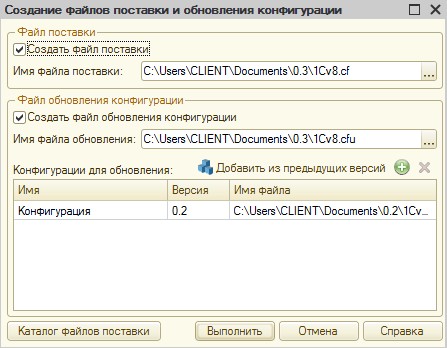 Создание файлов поставки и обновления конфигурации
Файл поставки
Создать файл поставки
Имя Файла поставки: C:\Users\CLIENT\Documents\0.3\1Cv8.cf ...
Файл обновления конфигурации
Создать файл обновления конфигурации
Имя Файла обновления: C:\Users\CLIENT\Documents\0.3\1Cv8.cfu ...
Конфигурации для обновления: Добавить из предыдущих версий
Имя Версия Имя файла
Конфигурация 0.2 C:\Users\CLIENT\Documents\0.2\1Cv...
Каталог файлов поставки Выполнить Отмена Справка